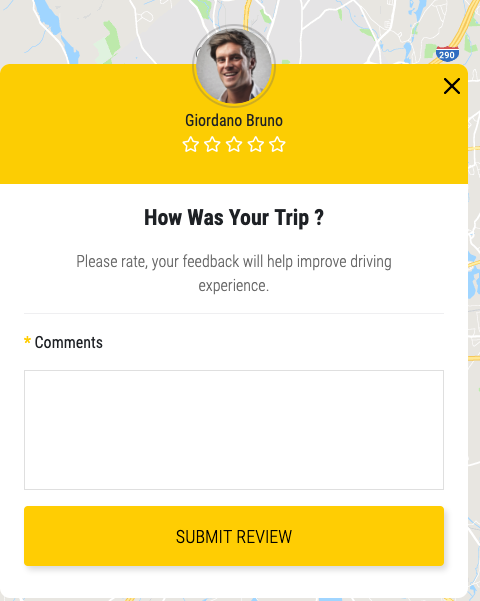 290
Giordano Bruno
How Was Your Trip ?
Please rate, your feedback will help improve driving
experience.
* Comments
SUBMIT REVIEW